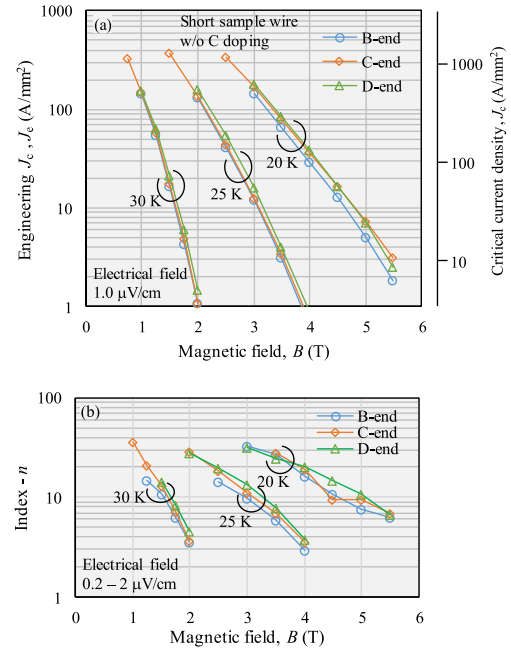 (a)
Short sample wire
w/o C doping
B-end
C-end
D-end
1000
100
10
1
1000
100
10
Engineering Jc , Je (A/mm²)
Critical current density, Jc (A/mm²)
20 K
25 K
30 K
Electrical field
1.0 μV/cm
0 1 2 3 4 5 6
Magnetic field, B (T)
(b)
B-end
C-end
D-end
100
10
1
Index - n
20 K
30 K
25 K
Electrical field
0.2 – 2 μV/cm
0 1 2 3 4 5 6
Magnetic field, B (T)